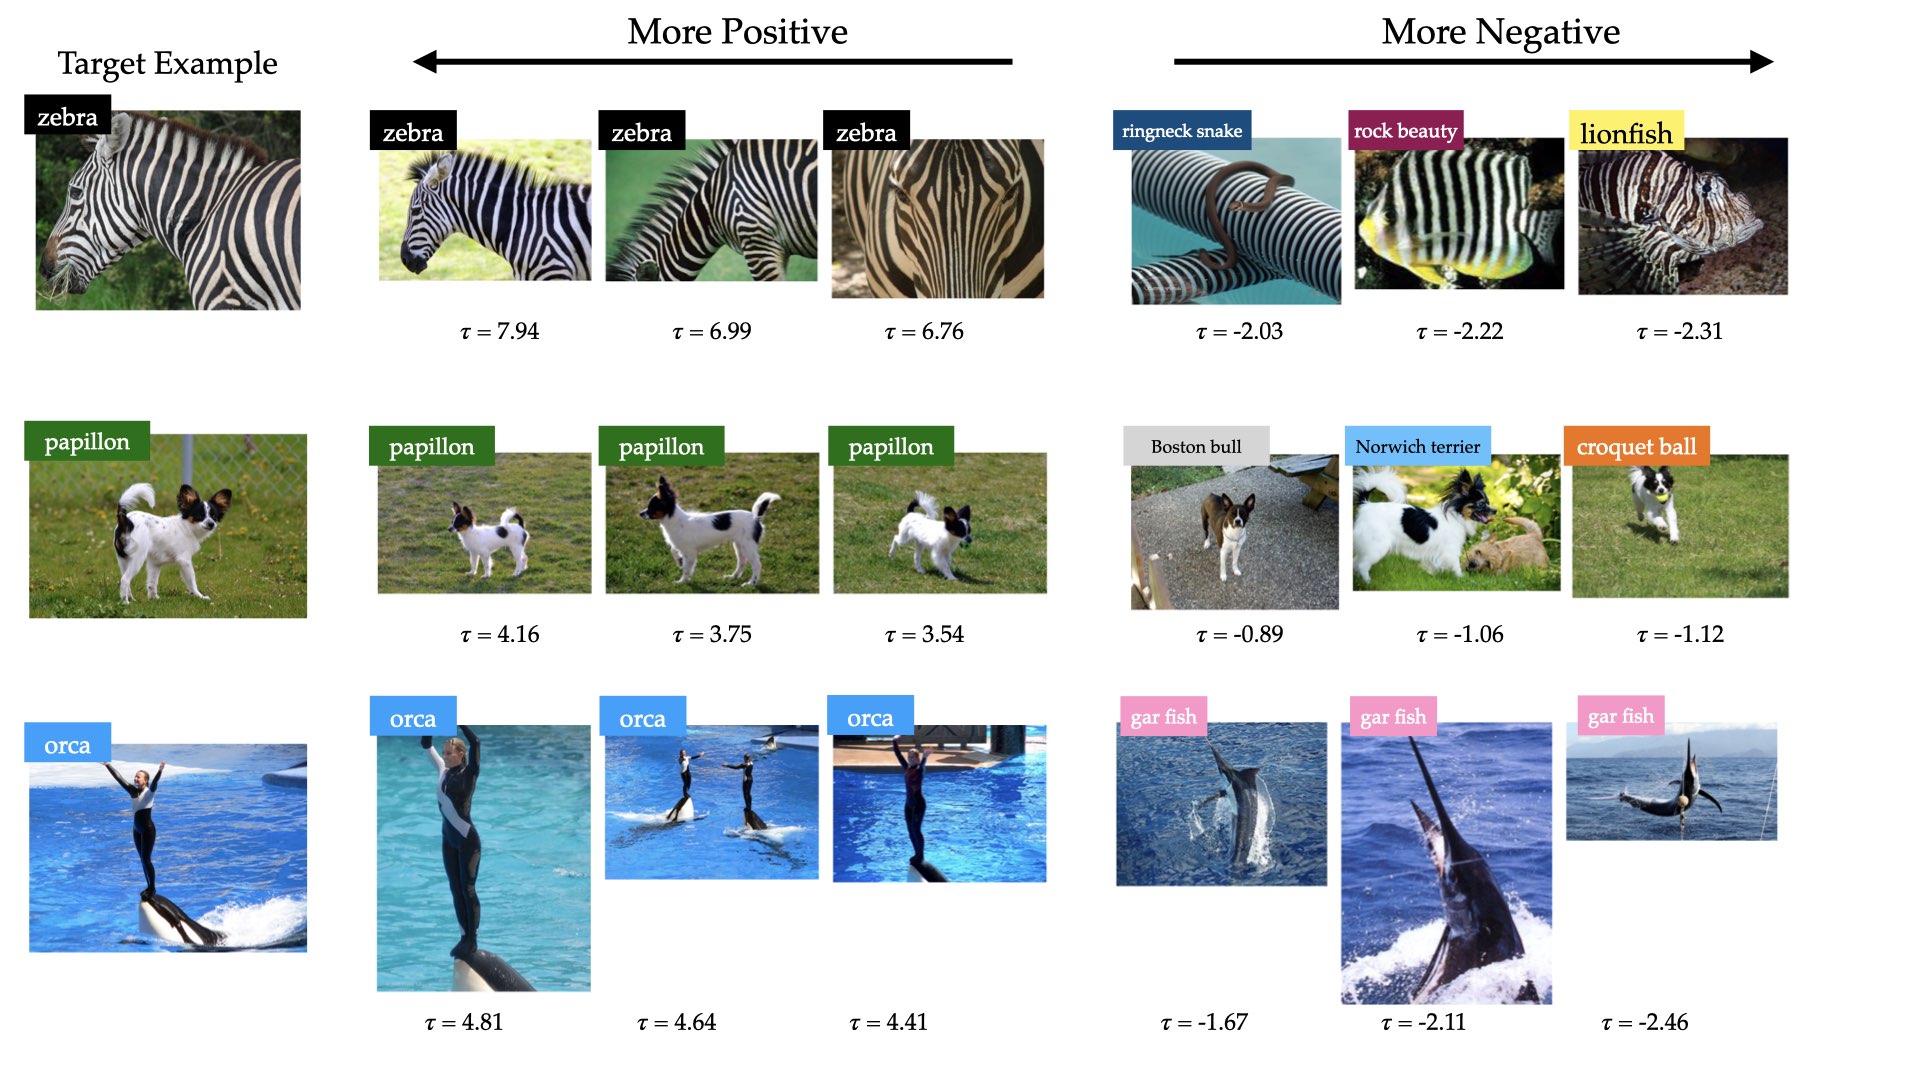 More Positive
More Negative
Target Example
zebra
zebra
zebra
zebra
ringneck snake
rock beauty
lionfish
τ = 7.94
τ = 6.99
τ = 6.76
τ = -2.03
τ = -2.22
τ = -2.31
papillon
papillon
papillon
papillon
Boston bull
Norwich terrier
croquet ball
τ = 4.16
τ = 3.75
τ = 3.54
τ = -0.89
τ = -1.06
τ = -1.12
orca
orca
orca
orca
gar fish
gar fish
gar fish
τ = 4.81
τ = 4.64
τ = 4.41
τ = -1.67
τ = -2.11
τ = -2.46